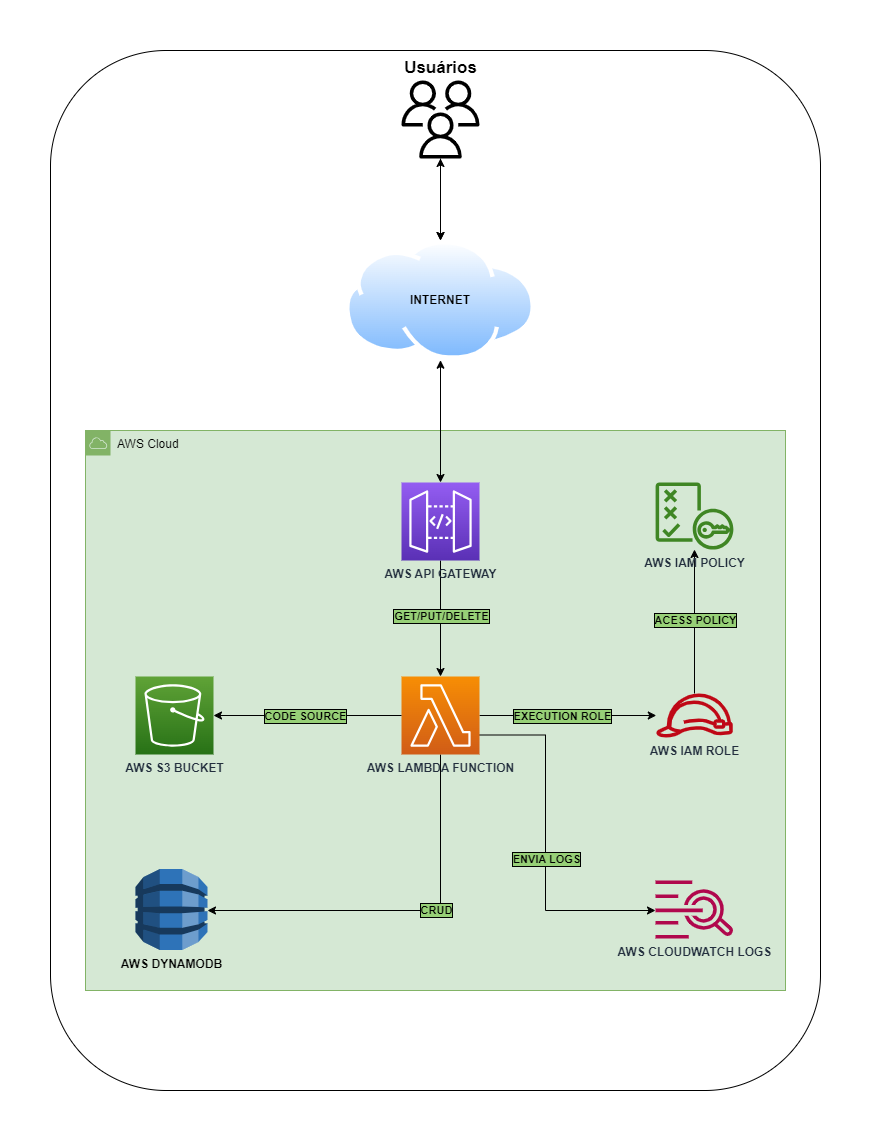 Usuários
INTERNET
AWS Cloud
AWS API GATEWAY
AWS IAM POLICY
GET/PUT/DELETE
ACESS POLICY
CODE SOURCE
EXECUTION ROLE
AWS IAM ROLE
AWS S3 BUCKET
AWS LAMBDA FUNCTION
ENVIA LOGS
CRUD
AWS CLOUDWATCH LOGS
AWS DYNAMODB